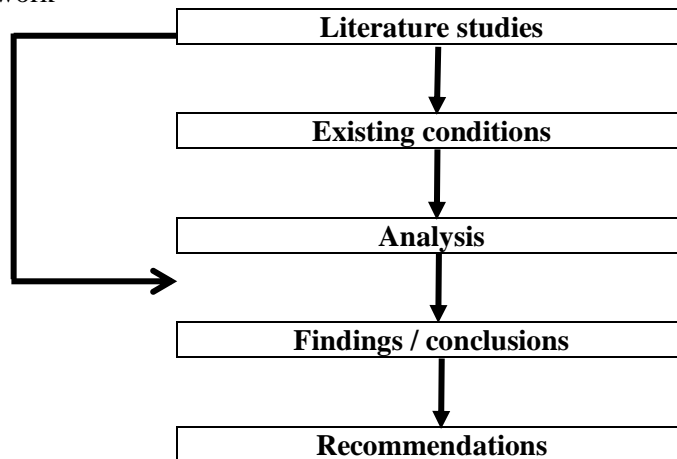 Literature studies
Existing conditions
Analysis
Findings / conclusions
Recommendations